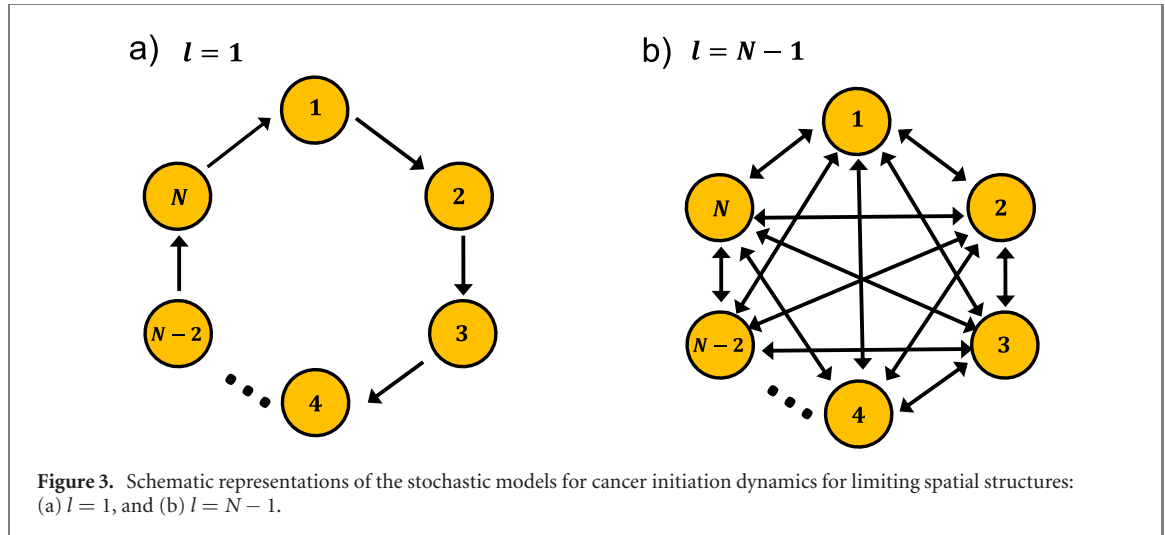 a) l = 1
b) l = N − 1
1
N
2
N − 2
3
4
1
N
2
N − 2
3
4
Figure 3. Schematic representations of the stochastic models for cancer initiation dynamics for limiting spatial structures:
(a) l = 1, and (b) l = N − 1.